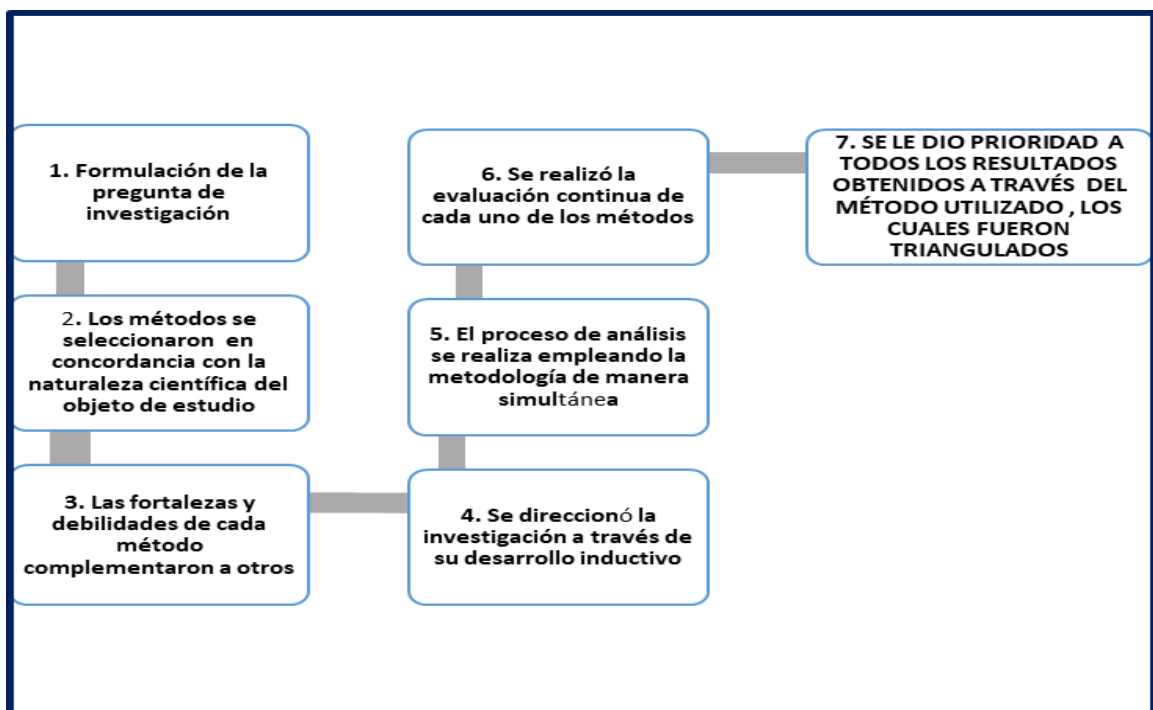 1. Formulación de la
pregunta de
investigación
2. Los métodos se
seleccionaron en
concordancia con la
naturaleza científica del
objeto de estudio
3. Las fortalezas y
debilidades de cada
método
complementaron a otros
4. Se direccionó la
investigación a través de
su desarrollo inductivo
5. El proceso de análisis
se realiza empleando la
metodología de manera
simultánea
6. Se realizó la
evaluación continua de
cada uno de los métodos
7. SE LE DIO PRIORIDAD A
TODOS LOS RESULTADOS
OBTENIDOS A TRAVÉS DEL
MÉTODO UTILIZADO , LOS
CUALES FUERON
TRIANGULADOS